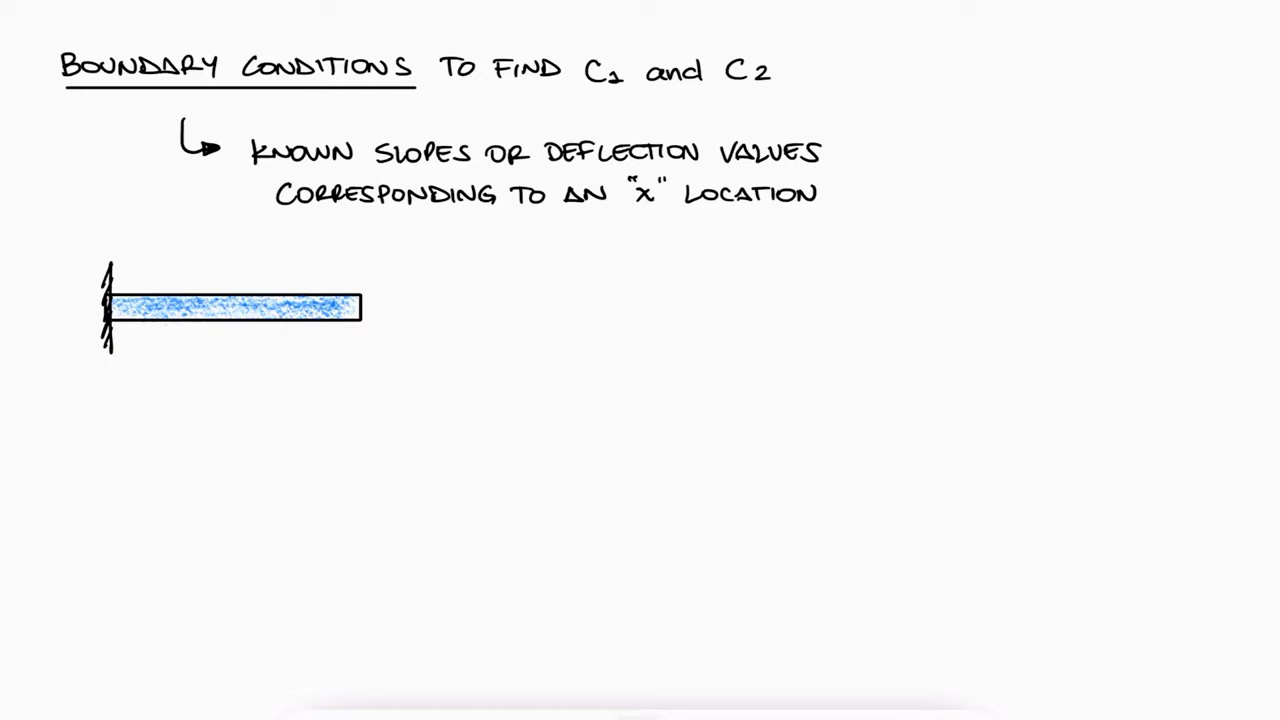 BOUNDARY CONDITIONS TO FIND C1 and C2
KNOWN SLOPES OR DEFLECTION VALUES
CORRESPONDING TO AN "x" LOCATION